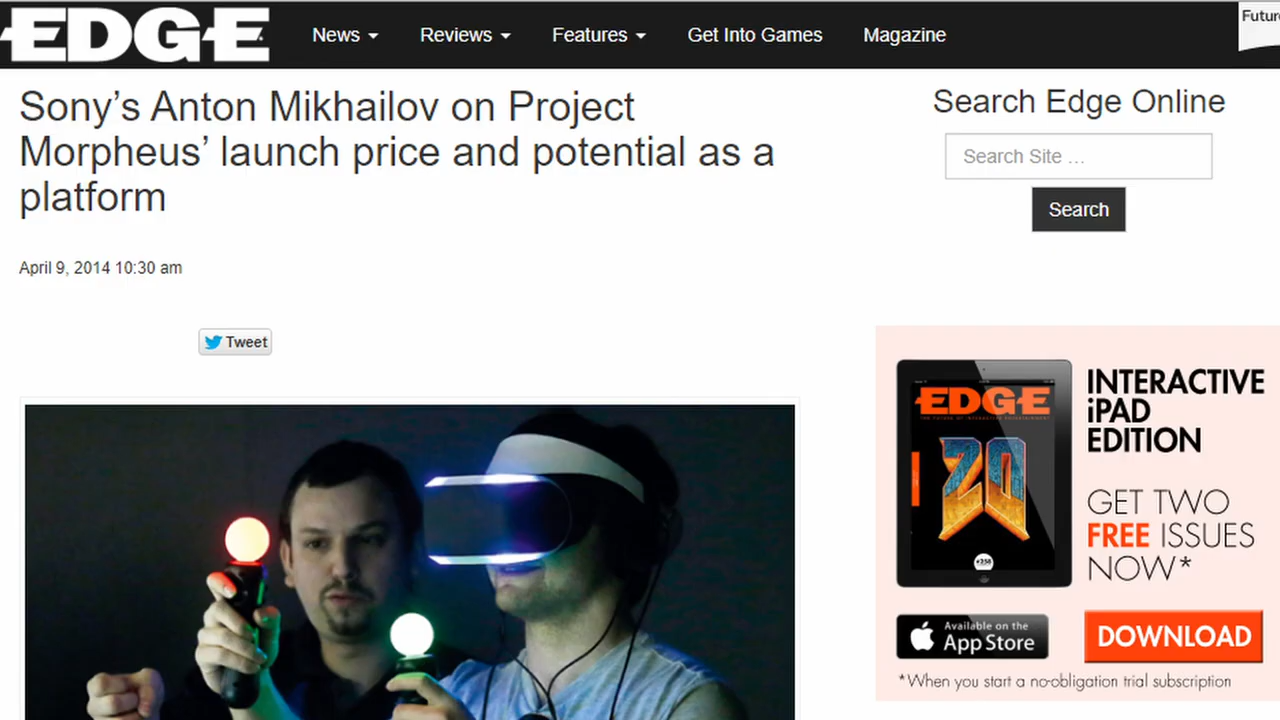 EDGE
News
Reviews
Features
Get Into Games
Magazine
Sony's Anton Mikhailov on Project
Morpheus' launch price and potential as a
platform
April 9, 2014 10:30 am
Tweet
Search Edge Online
Search Site ...
Search
EDGE
20
INTERACTIVE
iPAD
EDITION
GET TWO
FREE ISSUES
NOW*
Available on the
App Store
DOWNLOAD
*When you start a no-obligation trial subscription